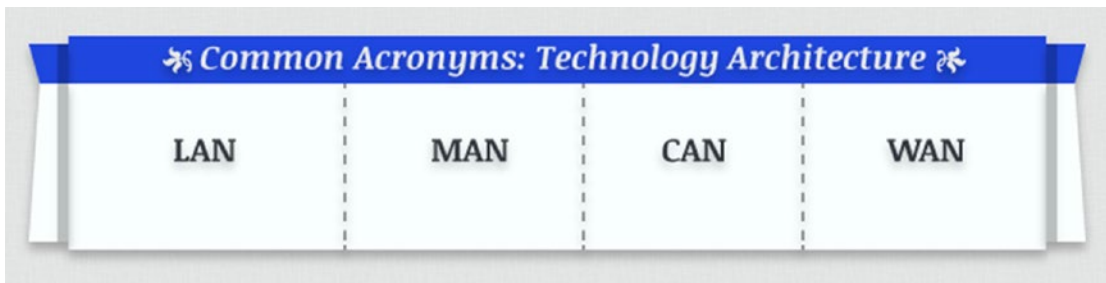 Common Acronyms: Technology Architecture
LAN MAN CAN WAN